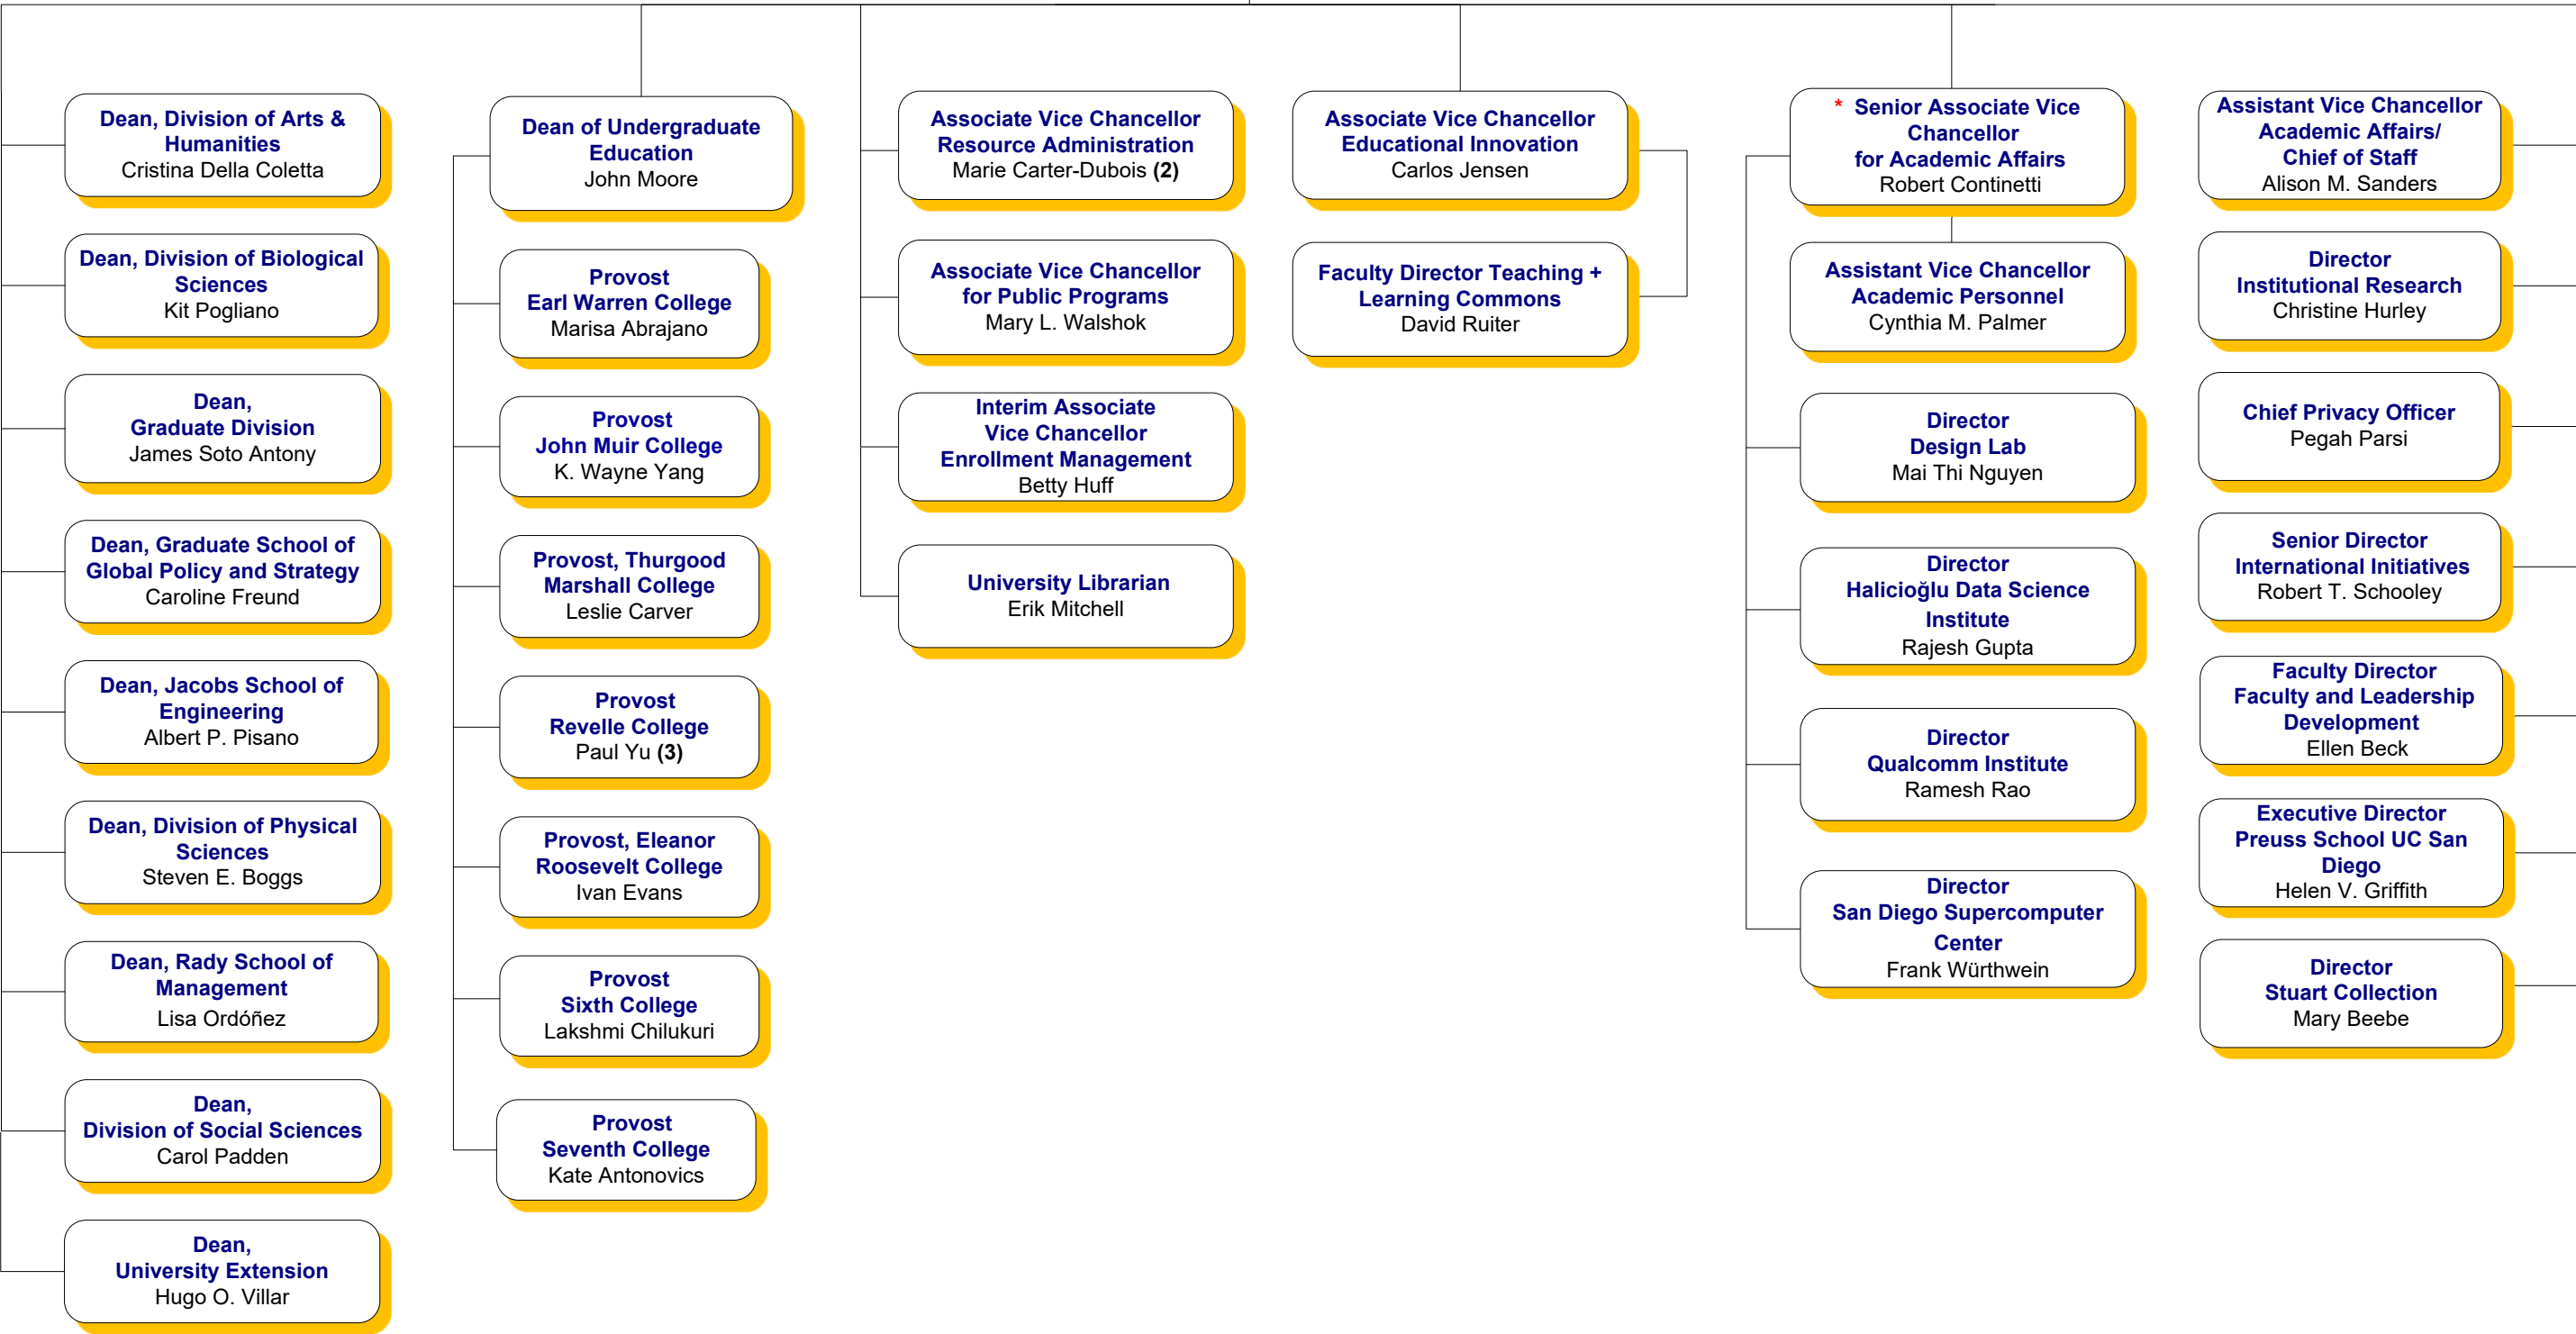 Dean, Division of Arts &
Humanities
Cristina Della Coletta
Dean, Division of Biological
Sciences
Kit Pogliano
Dean,
Graduate Division
James Soto Antony
Dean, Graduate School of
Global Policy and Strategy
Caroline Freund
Dean, Jacobs School of
Engineering
Albert P. Pisano
Dean, Division of Physical
Sciences
Steven E. Boggs
Dean, Rady School of
Management
Lisa Ordóñez
Dean,
Division of Social Sciences
Carol Padden
Dean,
University Extension
Hugo O. Villar
Dean of Undergraduate
Education
John Moore
Provost
Earl Warren College
Marisa Abrajano
Provost
John Muir College
K. Wayne Yang
Provost, Thurgood
Marshall College
Leslie Carver
Provost
Revelle College
Paul Yu (3)
Provost, Eleanor
Roosevelt College
Ivan Evans
Provost
Sixth College
Lakshmi Chilukuri
Provost
Seventh College
Kate Antonovics
Associate Vice Chancellor
Resource Administration
Marie Carter-Dubois (2)
Associate Vice Chancellor
for Public Programs
Mary L. Walshok
Interim Associate
Vice Chancellor
Enrollment Management
Betty Huff
University Librarian
Erik Mitchell
Associate Vice Chancellor
Educational Innovation
Carlos Jensen
Faculty Director Teaching +
Learning Commons
David Ruiter
* Senior Associate Vice
Chancellor
for Academic Affairs
Robert Continetti
Assistant Vice Chancellor
Academic Personnel
Cynthia M. Palmer
Director
Design Lab
Mai Thi Nguyen
Director
Halicioğlu Data Science
Institute
Rajesh Gupta
Director
Qualcomm Institute
Ramesh Rao
Director
San Diego Supercomputer
Center
Frank Würthwein
Assistant Vice Chancellor
Academic Affairs/
Chief of Staff
Alison M. Sanders
Director
Institutional Research
Christine Hurley
Chief Privacy Officer
Pegah Parsi
Senior Director
International Initiatives
Robert T. Schooley
Faculty Director
Faculty and Leadership
Development
Ellen Beck
Executive Director
Preuss School UC San
Diego
Helen V. Griffith
Director
Stuart Collection
Mary Beebe